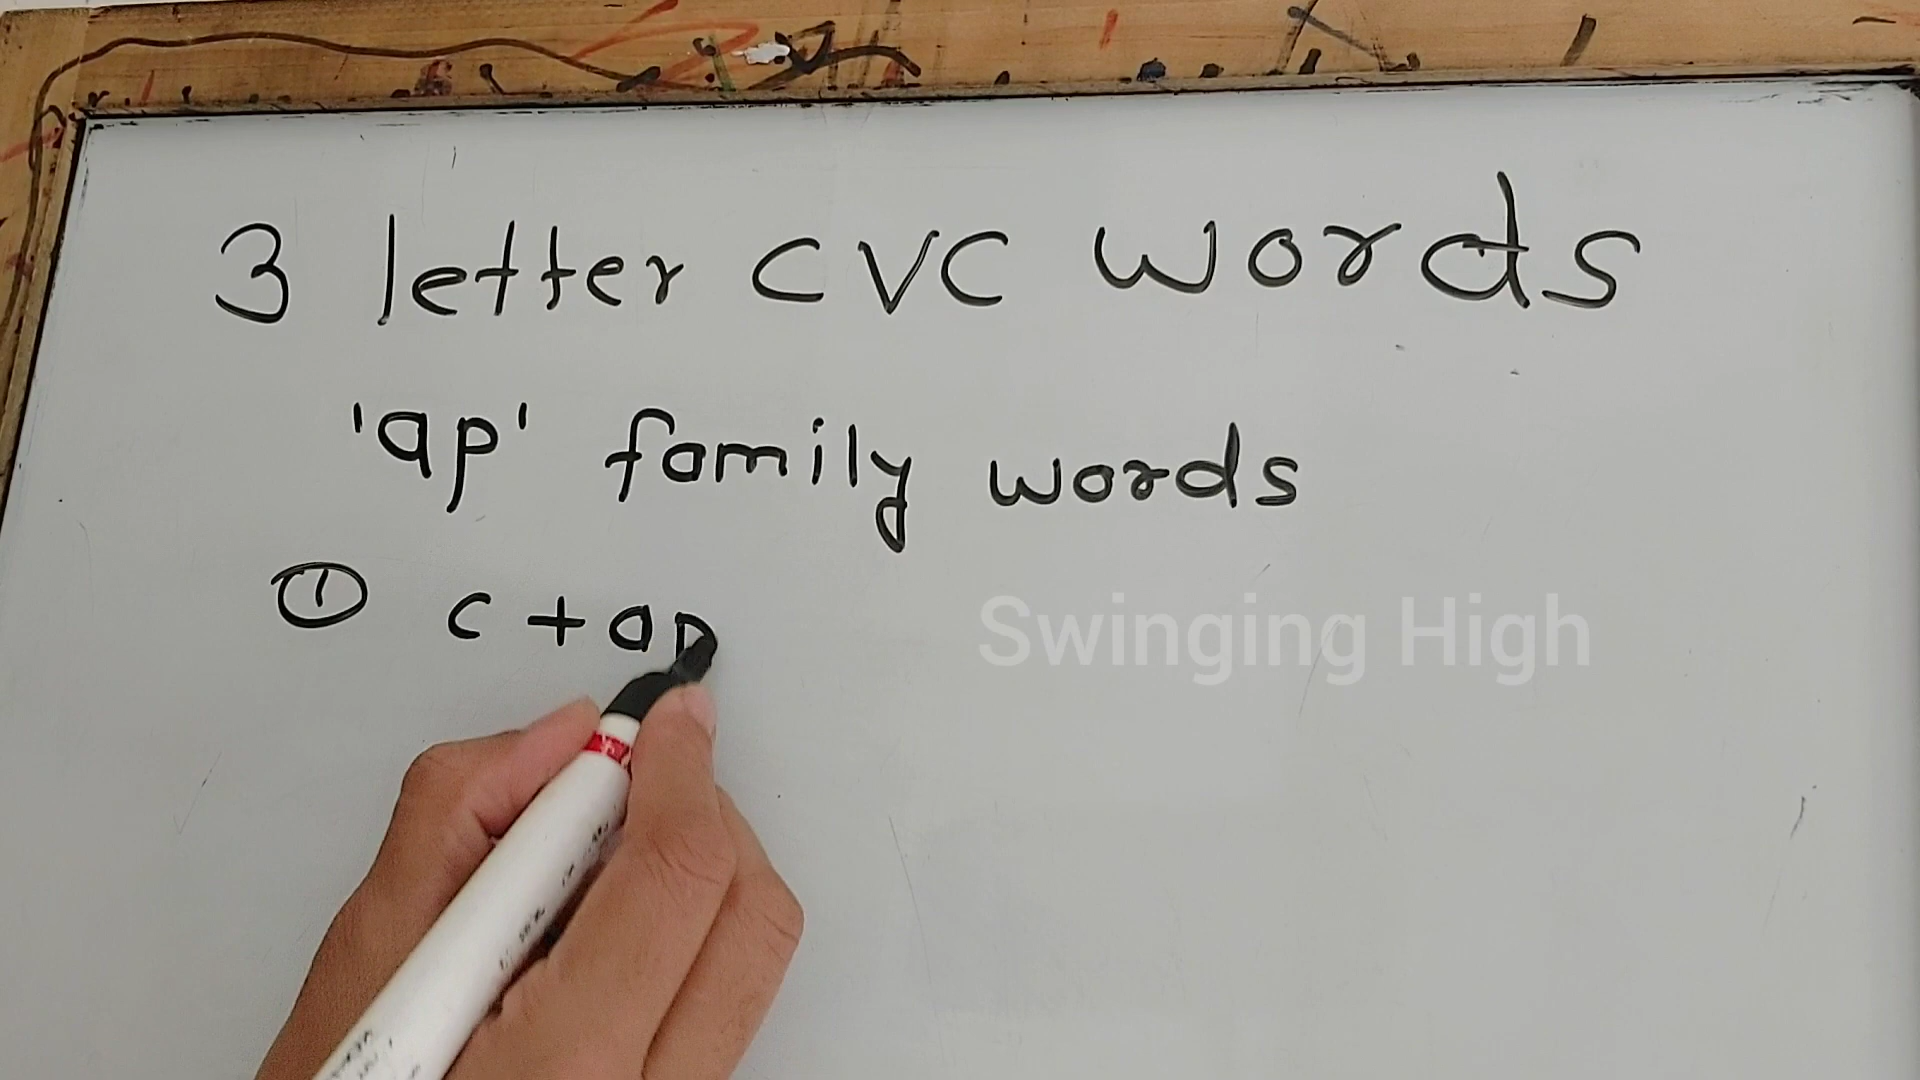 3 letter CVC words
'ap' family words
① c + ap
Swinging High